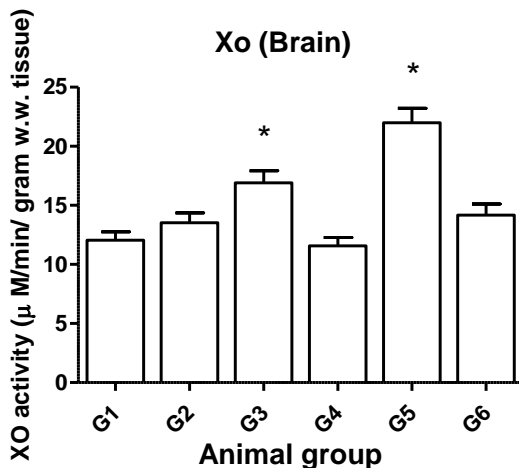 Xo (Brain)
XO activity (μ M/min/ gram w.w. tissue)
25
20
15
10
5
0
*
*
G1 G2 G3 G4 G5 G6
Animal group